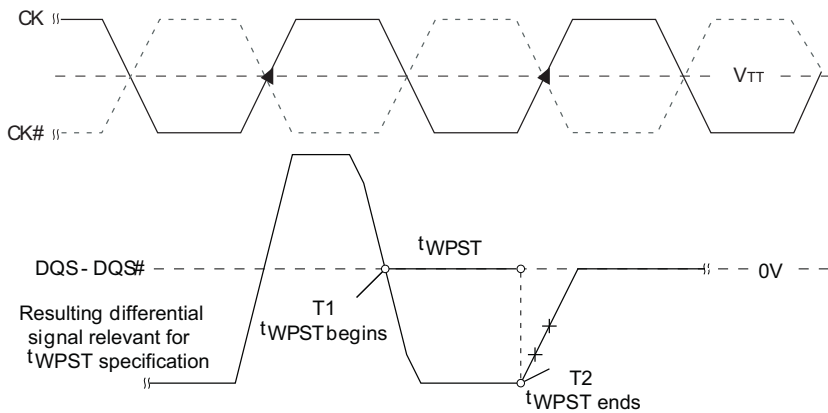 CK
VTT
CK#
tWPST
DQS - DQS#
0V
T1
tWPST begins
Resulting differential
signal relevant for
tWPST specification
T2
tWPST ends